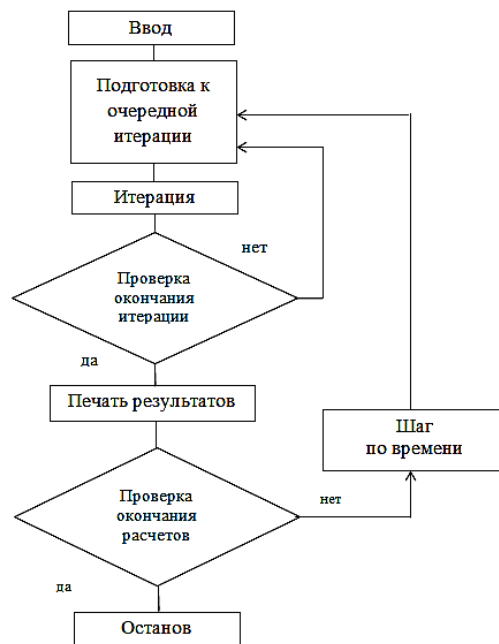 Ввод
Подготовка к
очередной
итерации
Итерация
нет
Проверка
окончания
итерации
да
Печать результатов
Шаг
по времени
Проверка
окончания
расчетов
нет
да
Останов